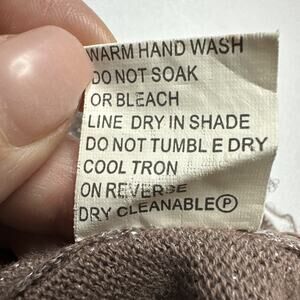 WARM HAND WASH
DO NOT SOAK
OR BLEACH
LINE DRY IN SHADE
DO NOT TUMBLE DRY
COOL TRON
ON REVERSE
DRY CLEANABLE Ⓟ